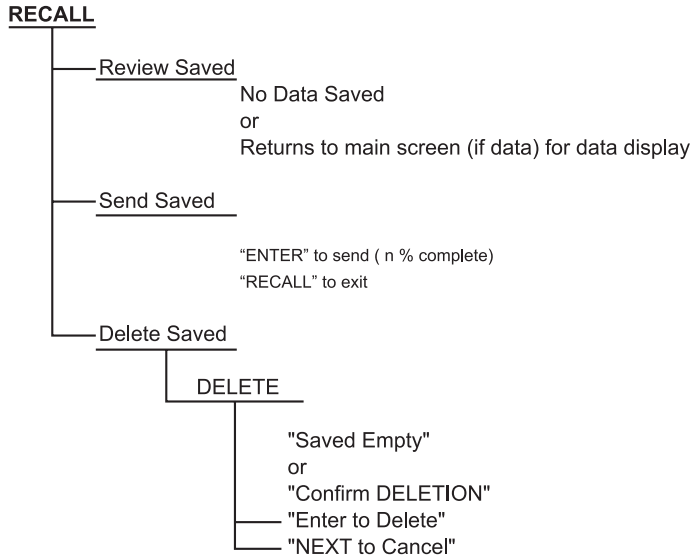 RECALL
Review Saved
No Data Saved
or
Returns to main screen (if data) for data display
Send Saved
“ENTER” to send ( n % complete)
“RECALL” to exit
Delete Saved
DELETE
"Saved Empty"
or
"Confirm DELETION"
"Enter to Delete"
"NEXT to Cancel"